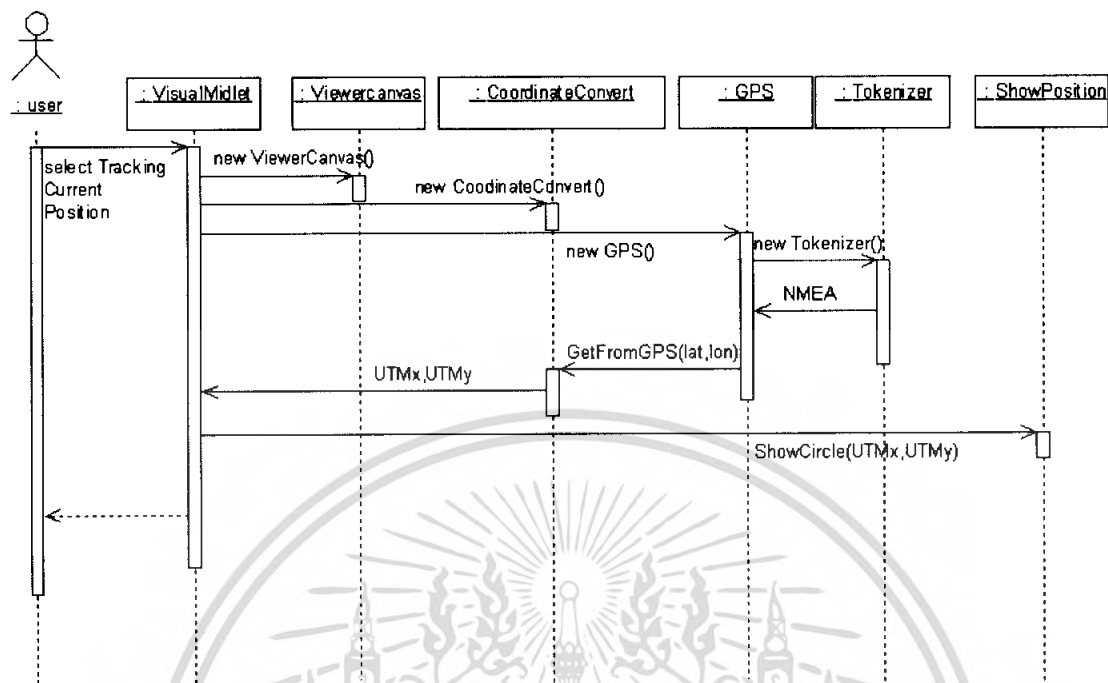 : user
: VisualMidlet
: Viewercanvas
: CoordinateConvert
: GPS
: Tokenizer
: ShowPosition
select Tracking
Current
Position
new ViewerCanvas()
new CoodinateConvert()
new GPS()
new Tokenizer()
NMEA
GetFromGPS(lat,lon)
UTMx,UTMy
ShowCircle(UTMx,UTMy)